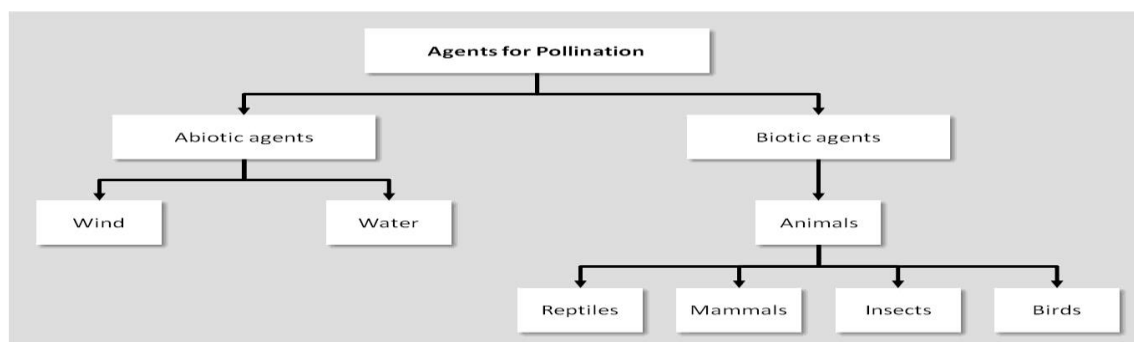 Agents for Pollination
Abiotic agents
Biotic agents
Wind
Water
Animals
Reptiles
Mammals
Insects
Birds